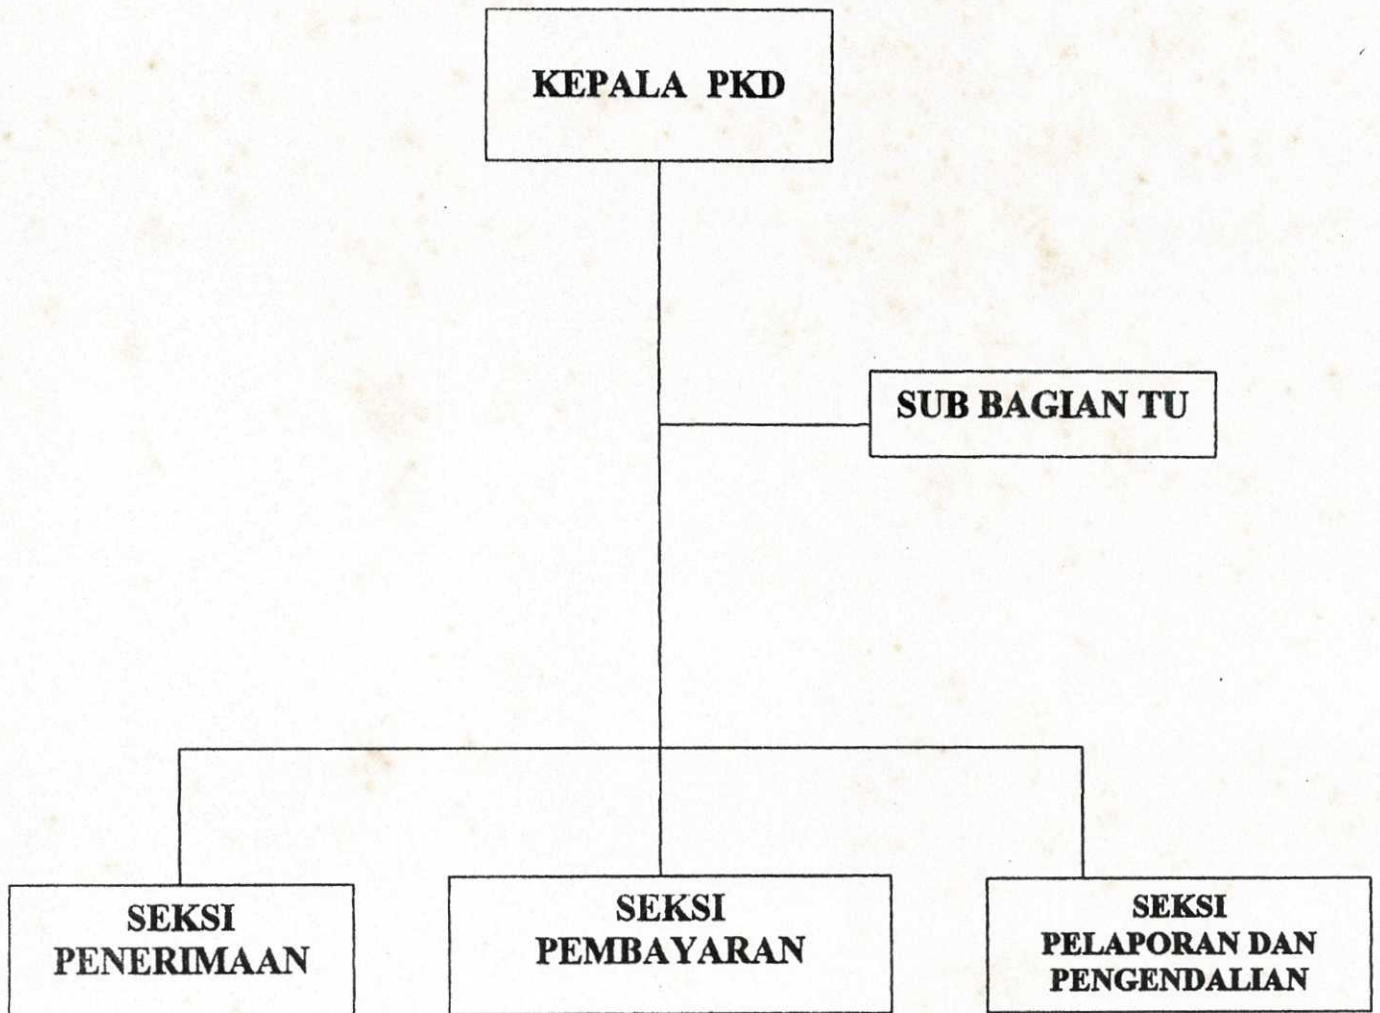 KEPALA PKD
SUB BAGIAN TU
SEKSI
PENERIMAAN
SEKSI
PEMBAYARAN
SEKSI
PELAPORAN DAN
PENGENDALIAN